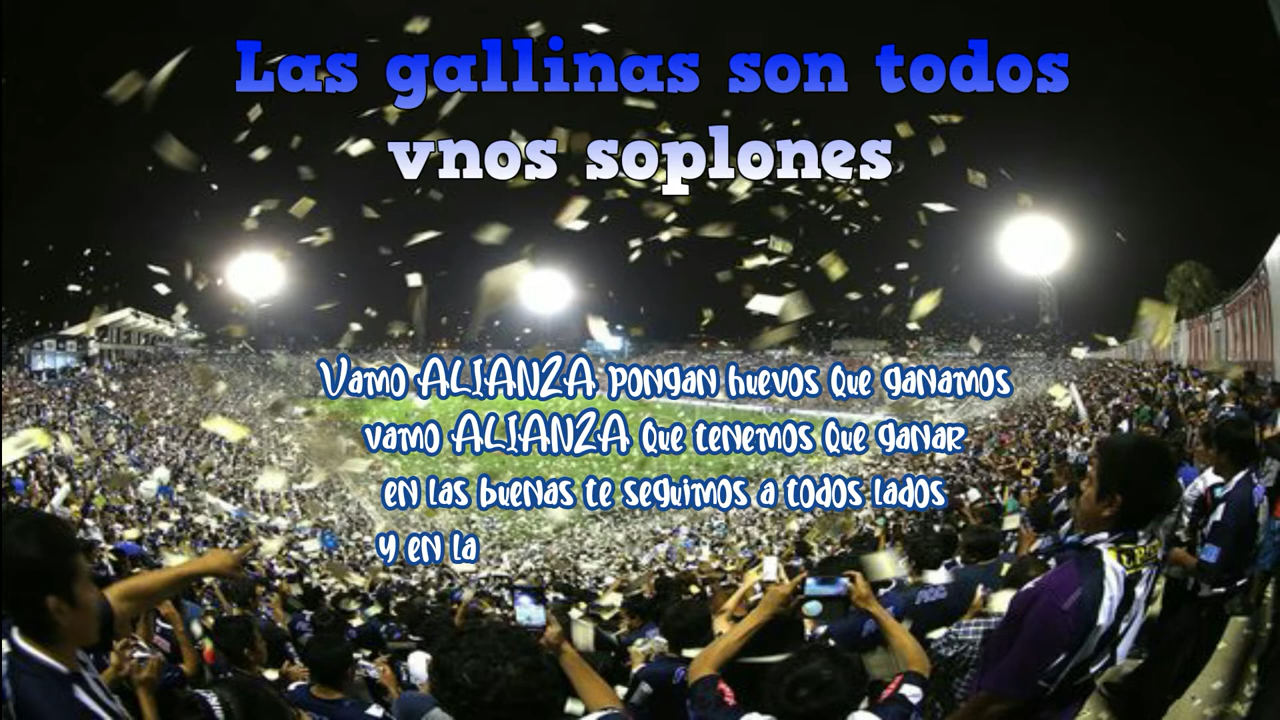 Las gallinas son todos
vnos soplones
Vamo ALIANZA pongan huevos que ganamos
vamo ALIANZA que tenemos que ganar
en las buenas te seguimos a todos lados
y en la